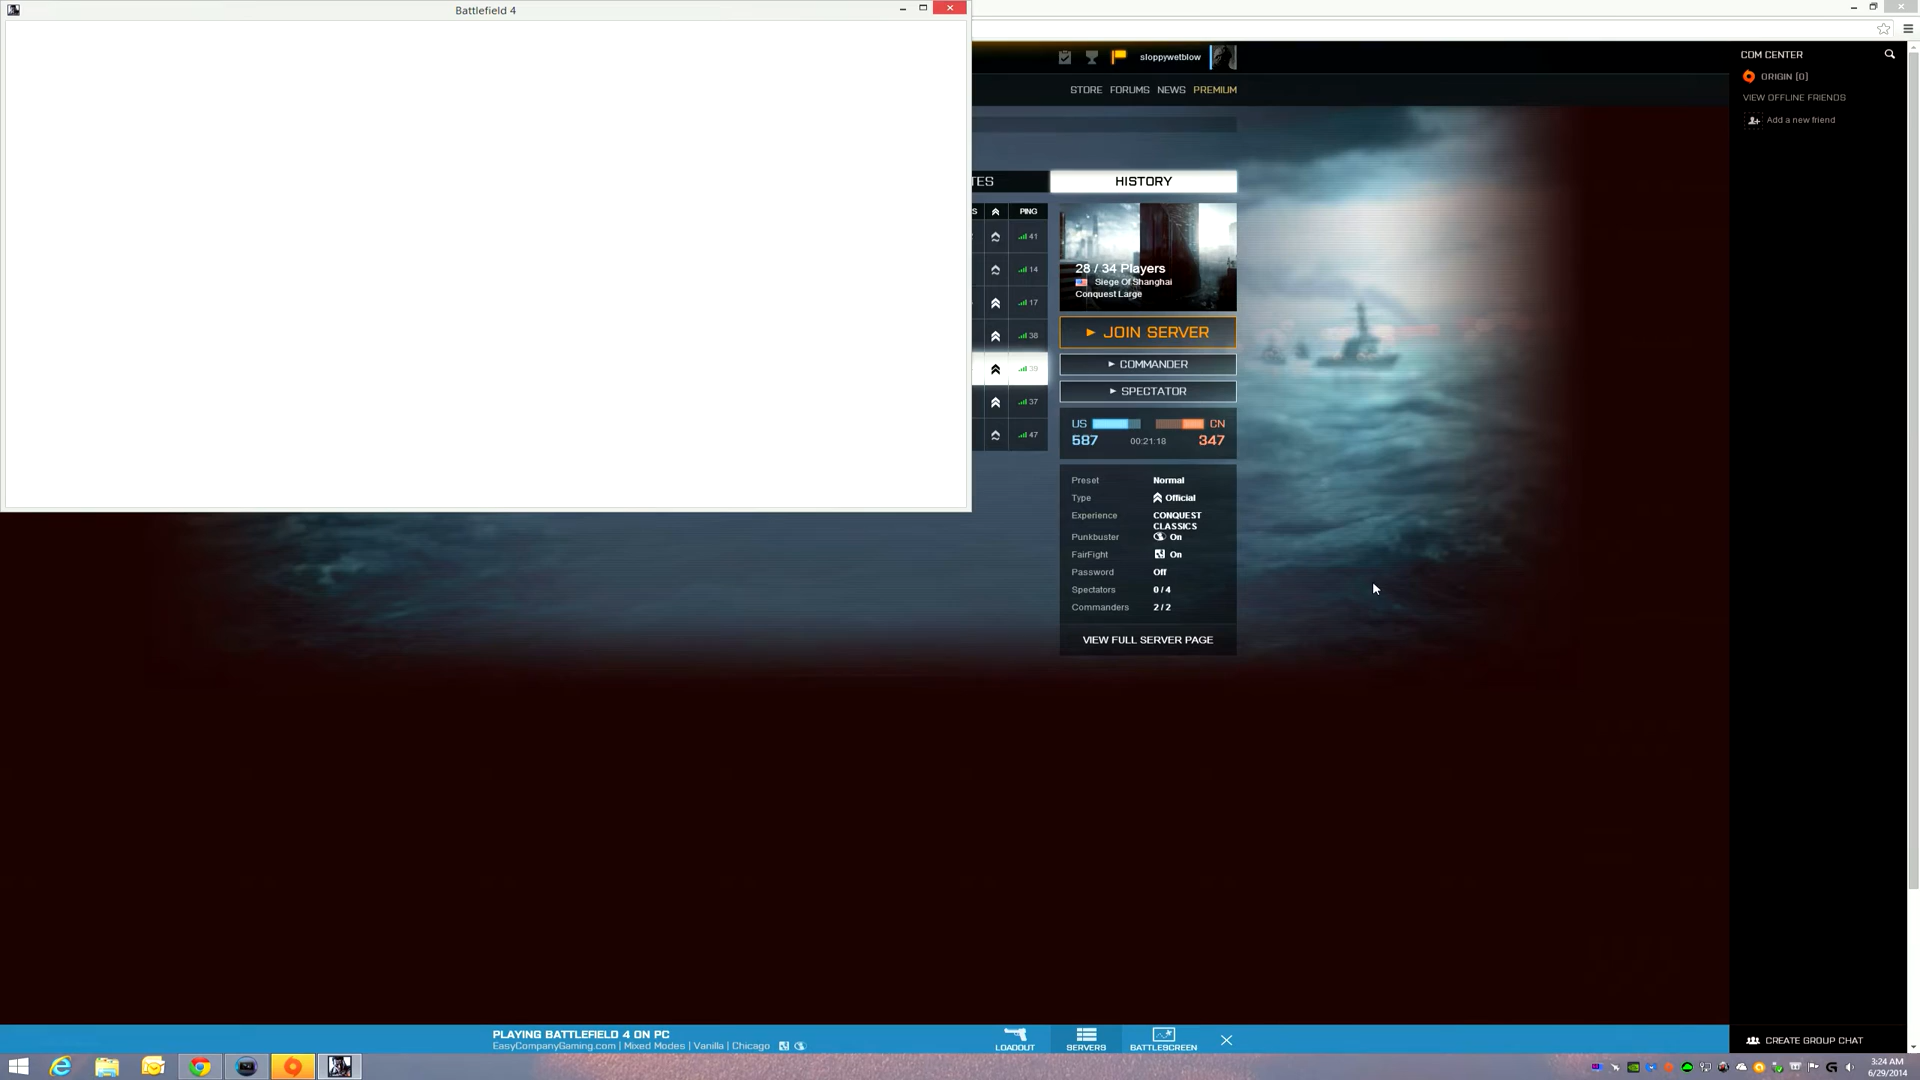 Battlefield 4
sloppywetblow
STORE FORUMS NEWS PREMIUM
TES
HISTORY
S PING
41
14
17
38
39
37
47
28 / 34 Players
Siege Of Shanghai
Conquest Large
JOIN SERVER
COMMANDER
SPECTATOR
US CN
587 00:21:18 347
Preset Normal
Type Official
Experience CONQUEST
CLASSICS
Punkbuster On
FairFight On
Password Off
Spectators 0 / 4
Commanders 2 / 2
VIEW FULL SERVER PAGE
COM CENTER
ORIGIN [0]
VIEW OFFLINE FRIENDS
Add a new friend
PLAYING BATTLEFIELD 4 ON PC
EasyCompanyGaming.com | Mixed Modes | Vanilla | Chicago
LOADOUT
SERVERS
BATTLESCREEN
CREATE GROUP CHAT
3:24 AM
6/29/2014